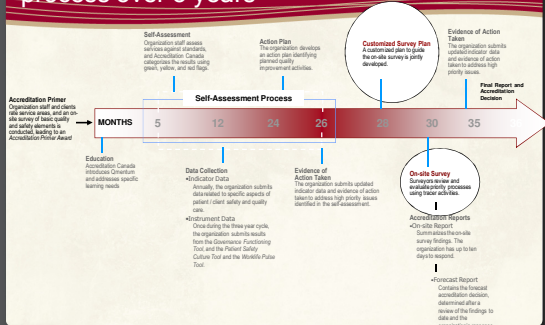 process over 3 years
Self-Assessment
Organization staff assess
services against standards,
and Accreditation Canada
categorizes the results using
green, yellow, and red flags.
Action Plan
The organization develops
an action plan identifying
planned quality
improvement activities.
Customized Survey Plan
A customized plan to guide
the on-site survey is jointly
developed.
Evidence of Action
Taken
The organization submits
updated indicator data
and evidence of action
taken to address high
priority issues.
Final Report and
Accreditation
Decision
Accreditation Primer
Organization staff and clients
rate service areas, and an on-
site survey of basic quality
and safety elements is
conducted, leading to an
Accreditation Primer Award
Self-Assessment Process
MONTHS 5 12 24 26 28 30 35
Education
Accreditation Canada
introduces Qmentum
and addresses specific
learning needs
Data Collection
•Indicator Data
Annually, the organization submits
data related to specific aspects of
patient / client safety and quality
care.
•Instrument Data
Once during the three year cycle,
the organization submits results
from the Governance Functioning
Tool, and the Patient Safety
Culture Tool and the Worklife Pulse
Tool.
Evidence of
Action Taken
The organization submits updated
indicator data and evidence of action
taken to address high priority issues
identified in the self-assessment.
On-site Survey
Surveyors review and
evaluate priority processes
using tracer activities.
Accreditation Reports
•On-site Report
Summarizes the on-site
survey findings. The
organization has up to ten
days to respond.
•Forecast Report
Contains the forecast
accreditation decision,
determined after a
review of the findings to
date and the